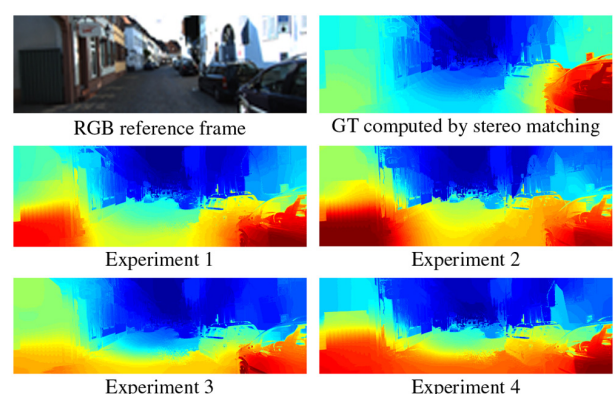 RGB reference frame
GT computed by stereo matching
Experiment 1
Experiment 2
Experiment 3
Experiment 4